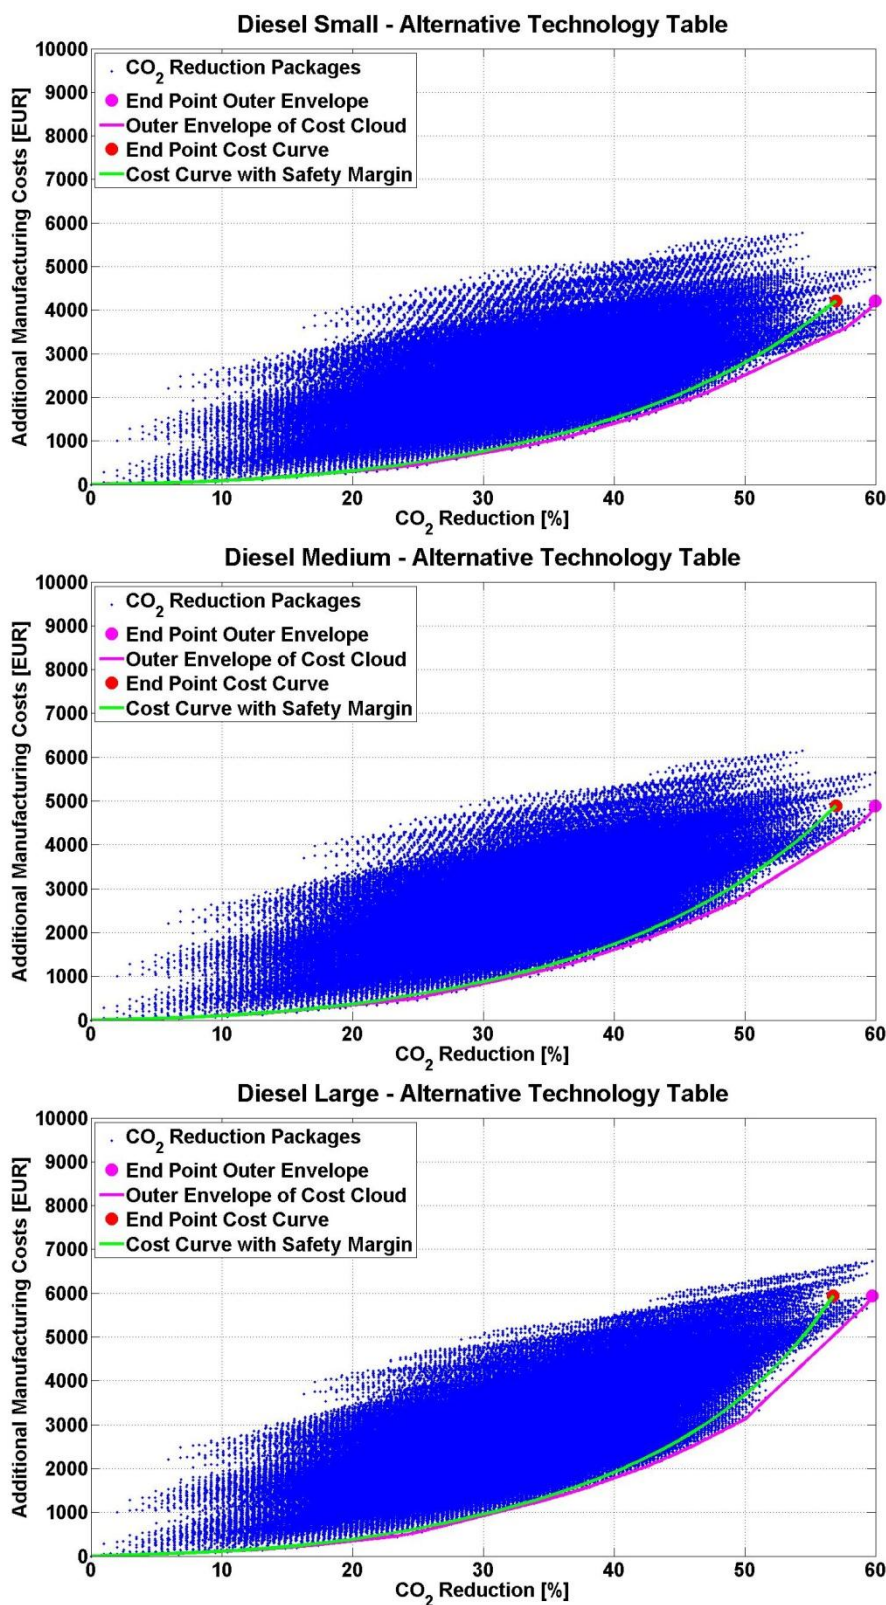 Diesel Small - Alternative Technology Table
Additional Manufacturing Costs [EUR]
10000
9000
8000
7000
6000
5000
4000
3000
2000
1000
0
CO2 Reduction Packages
End Point Outer Envelope
Outer Envelope of Cost Cloud
End Point Cost Curve
Cost Curve with Safety Margin
0 10 20 30 40 50 60
CO2 Reduction [%]
Diesel Medium - Alternative Technology Table
Additional Manufacturing Costs [EUR]
10000
9000
8000
7000
6000
5000
4000
3000
2000
1000
0
CO2 Reduction Packages
End Point Outer Envelope
Outer Envelope of Cost Cloud
End Point Cost Curve
Cost Curve with Safety Margin
0 10 20 30 40 50 60
CO2 Reduction [%]
Diesel Large - Alternative Technology Table
Additional Manufacturing Costs [EUR]
10000
9000
8000
7000
6000
5000
4000
3000
2000
1000
0
CO2 Reduction Packages
End Point Outer Envelope
Outer Envelope of Cost Cloud
End Point Cost Curve
Cost Curve with Safety Margin
0 10 20 30 40 50 60
CO2 Reduction [%]